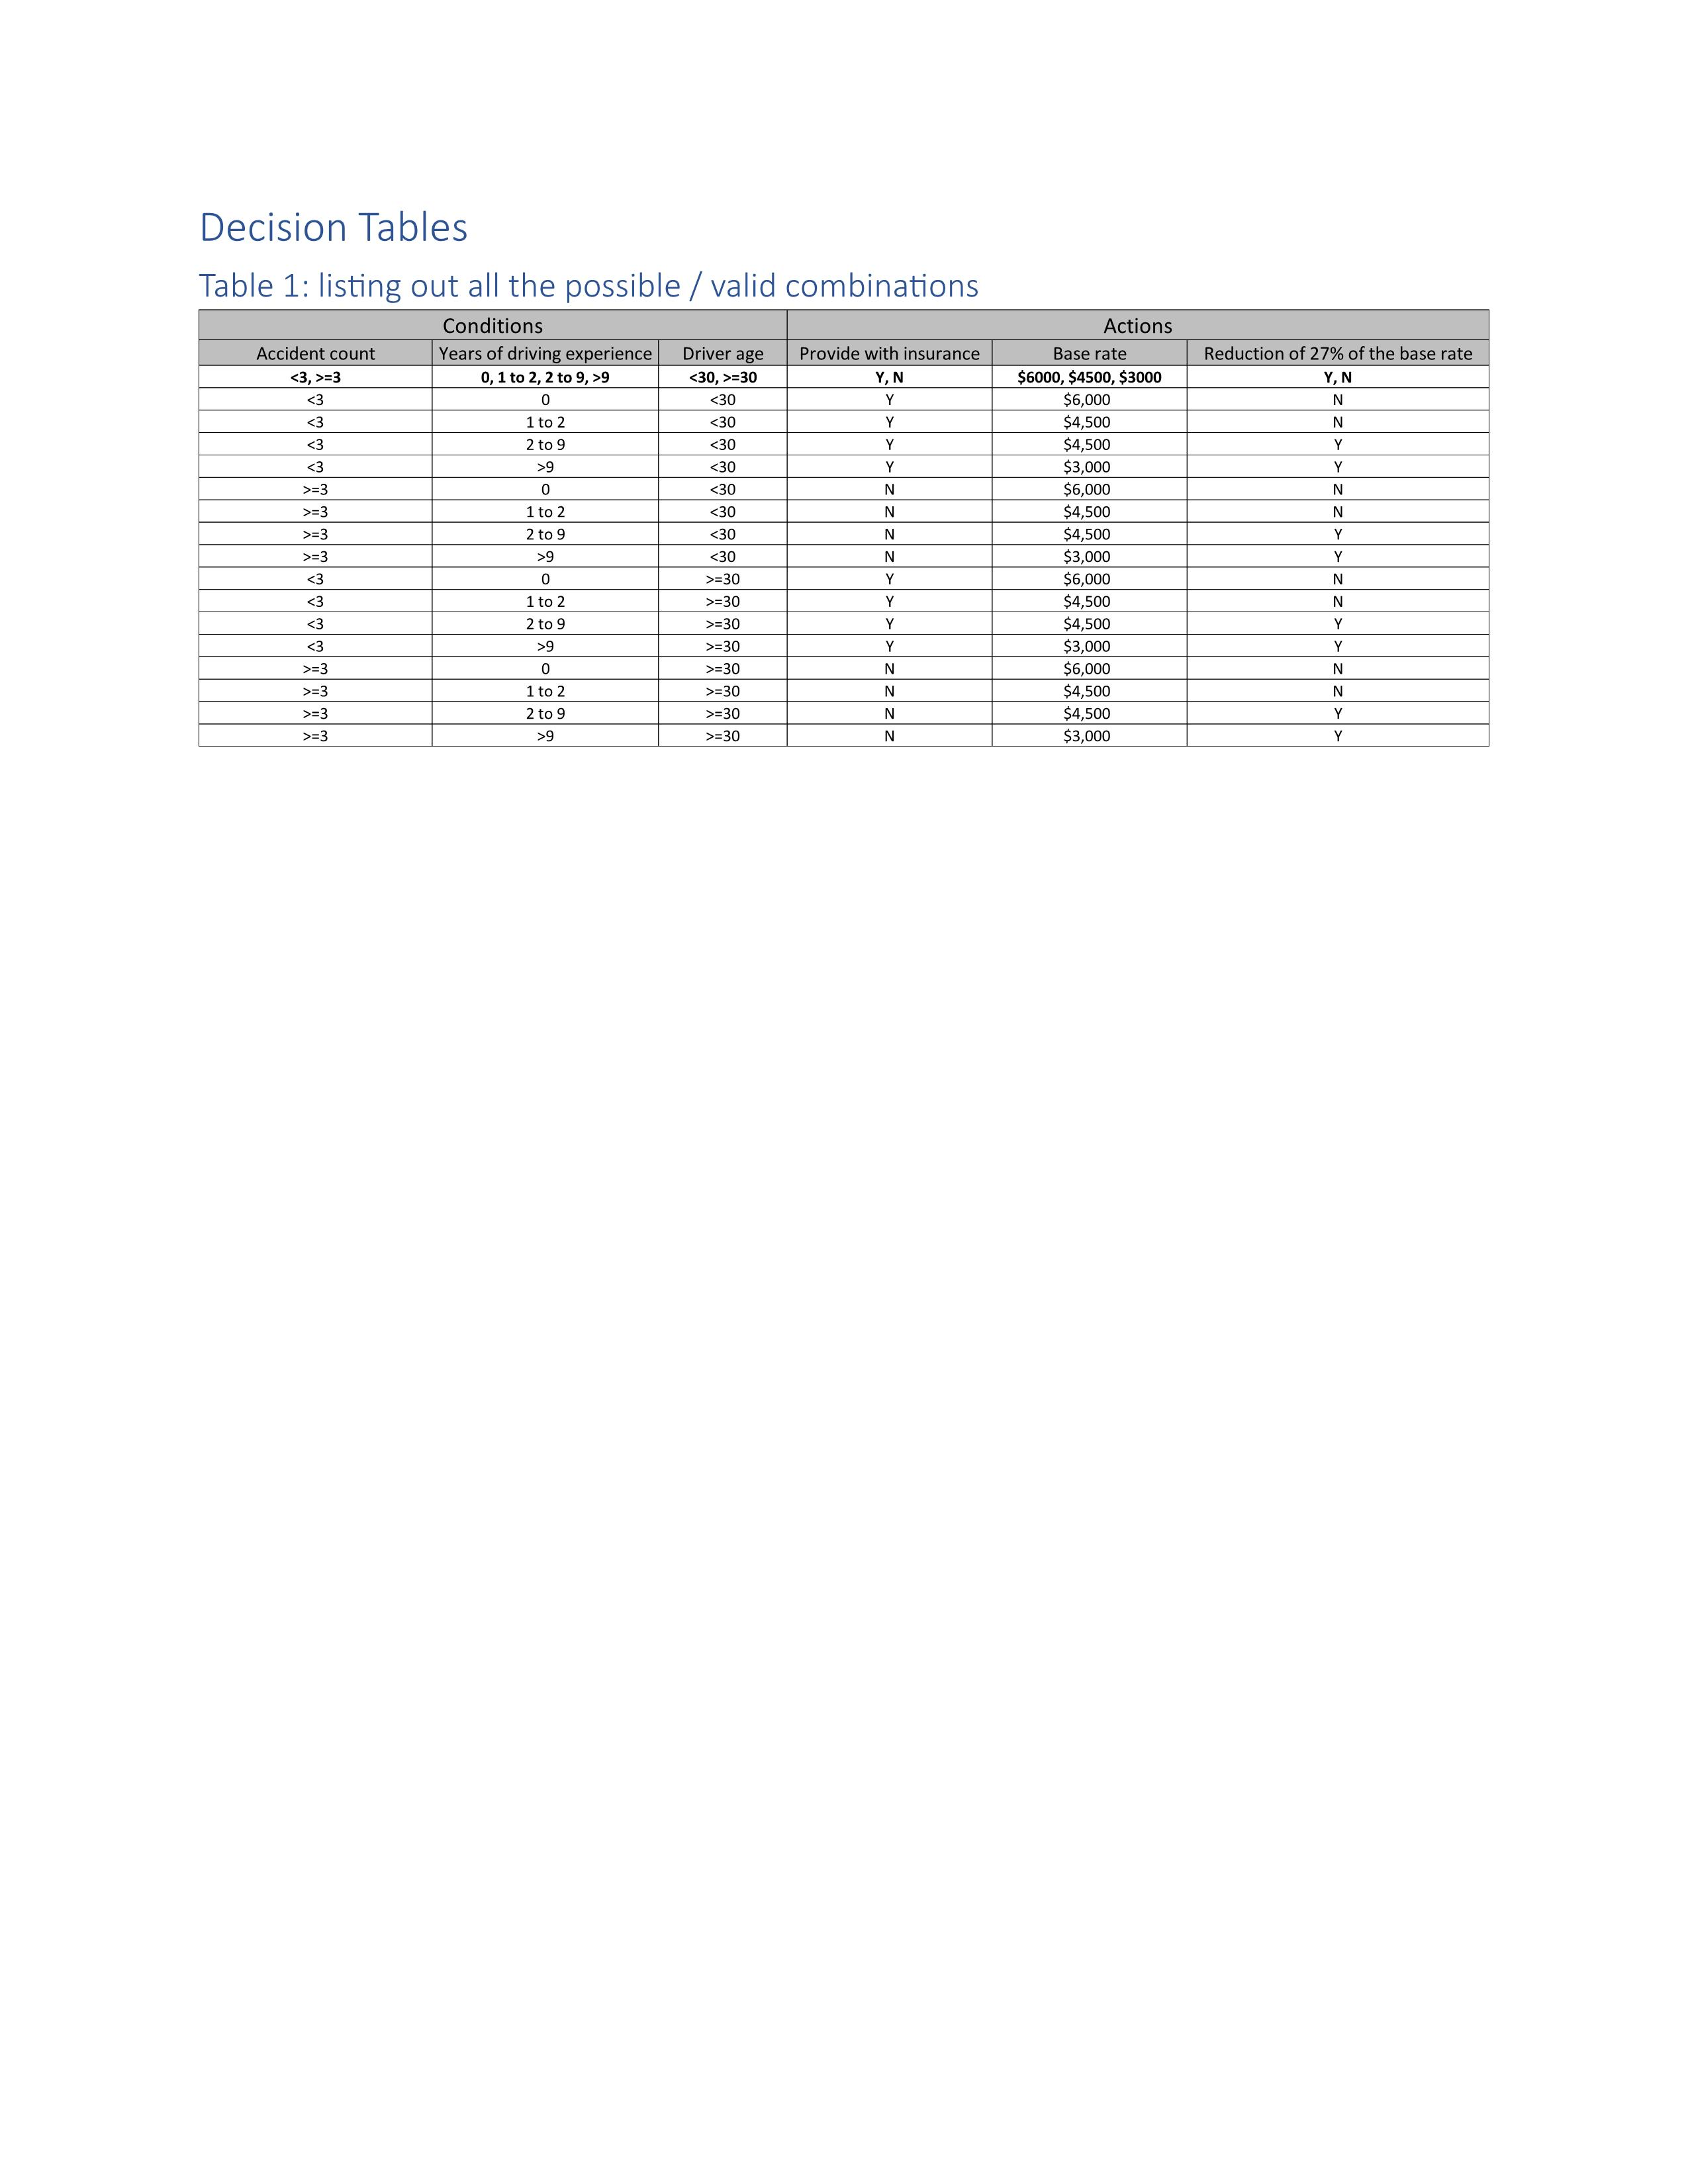 Decision Tables
Table 1: listing out all the possible / valid combinations
Conditions Actions
Accident count Years of driving experience Driver age Provide with insurance Base rate Reduction of 27% of the base rate
<3, >=3 0, 1 to 2, 2 to 9, >9 <30, >=30 Y, N $6000, $4500, $3000 Y, N
<3 0 <30 Y $6,000 N
<3 1 to 2 <30 Y $4,500 N
<3 2 to 9 <30 Y $4,500 Y
<3 >9 <30 Y $3,000 Y
>=3 0 <30 N $6,000 N
>=3 1 to 2 <30 N $4,500 N
>=3 2 to 9 <30 N $4,500 Y
>=3 >9 <30 N $3,000 Y
<3 0 >=30 Y $6,000 N
<3 1 to 2 >=30 Y $4,500 N
<3 2 to 9 >=30 Y $4,500 Y
<3 >9 >=30 Y $3,000 Y
>=3 0 >=30 N $6,000 N
>=3 1 to 2 >=30 N $4,500 N
>=3 2 to 9 >=30 N $4,500 Y
>=3 >9 >=30 N $3,000 Y